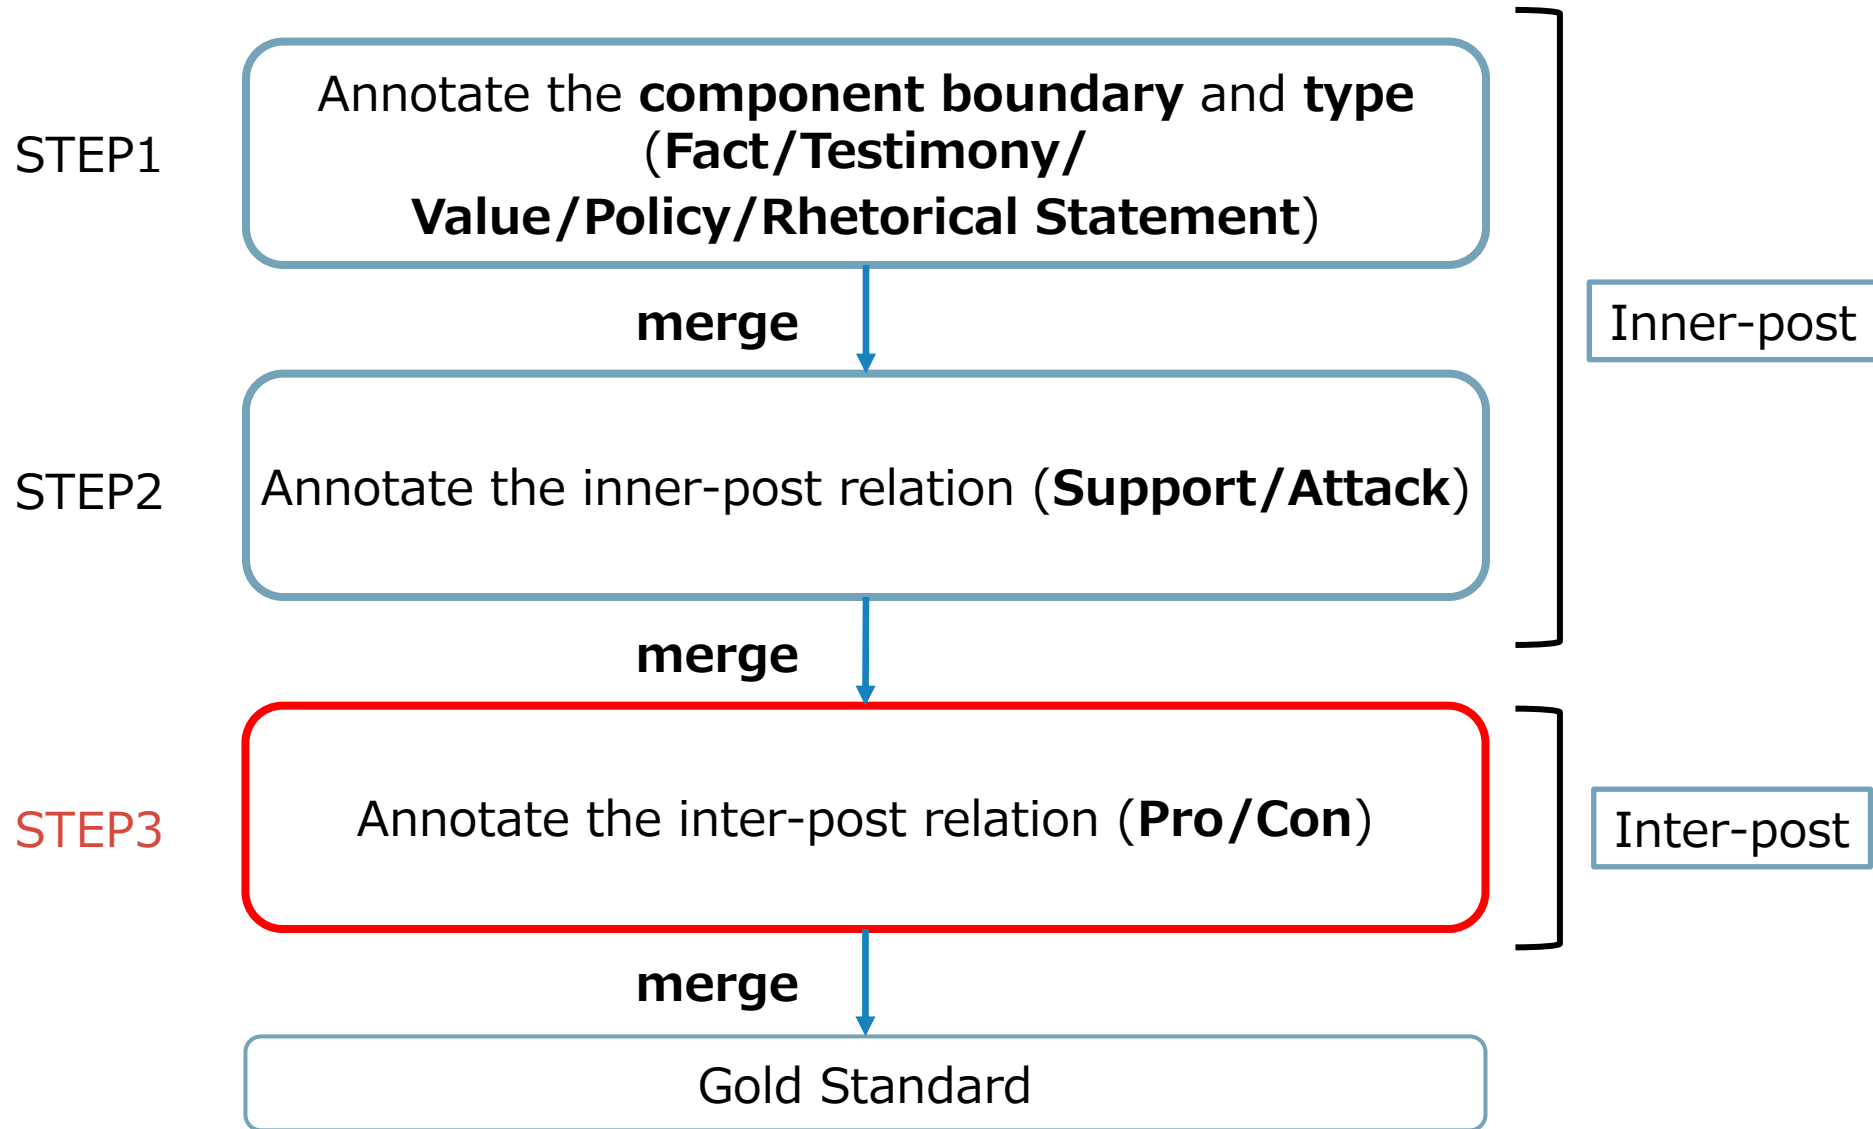 STEP1
Annotate the component boundary and type
(Fact/Testimony/
Value/Policy/Rhetorical Statement)
merge
Inner-post
STEP2
Annotate the inner-post relation (Support/Attack)
merge
STEP3
Annotate the inter-post relation (Pro/Con)
Inter-post
merge
Gold Standard